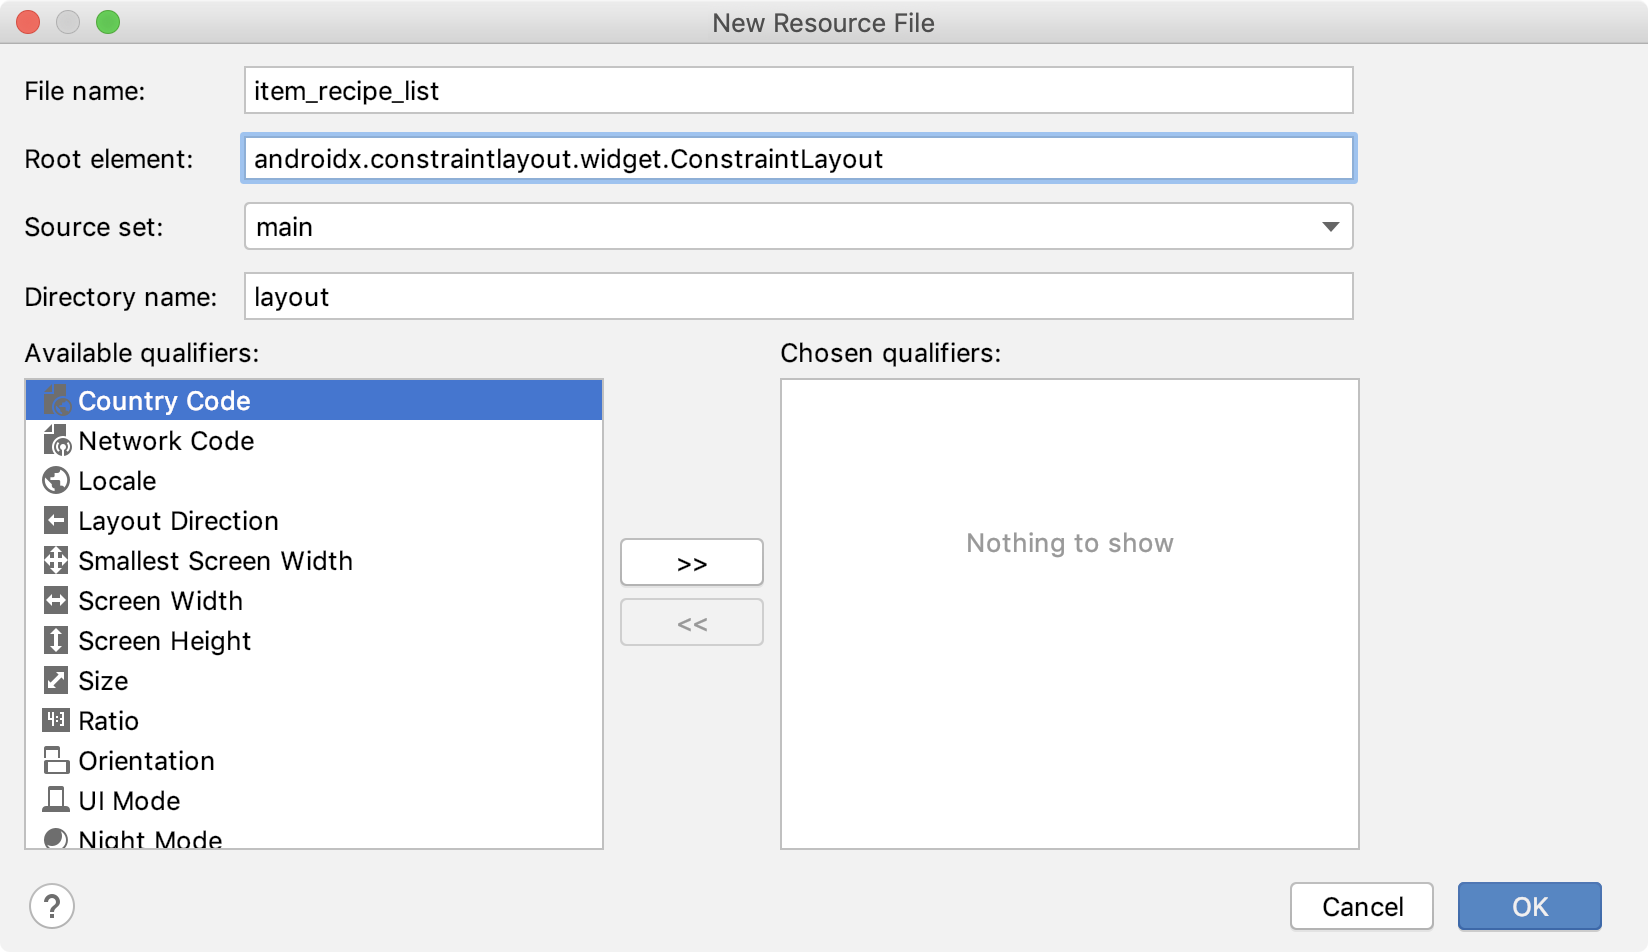 New Resource File
File name: item_recipe_list
Root element: androidx.constraintlayout.widget.ConstraintLayout
Source set: main
Directory name: layout
Available qualifiers:
Chosen qualifiers:
Country Code
Network Code
Locale
Layout Direction
Smallest Screen Width
Screen Width
Screen Height
Size
4:3 Ratio
Orientation
UI Mode
Night Mode
>>
<<
Nothing to show
?
Cancel
OK